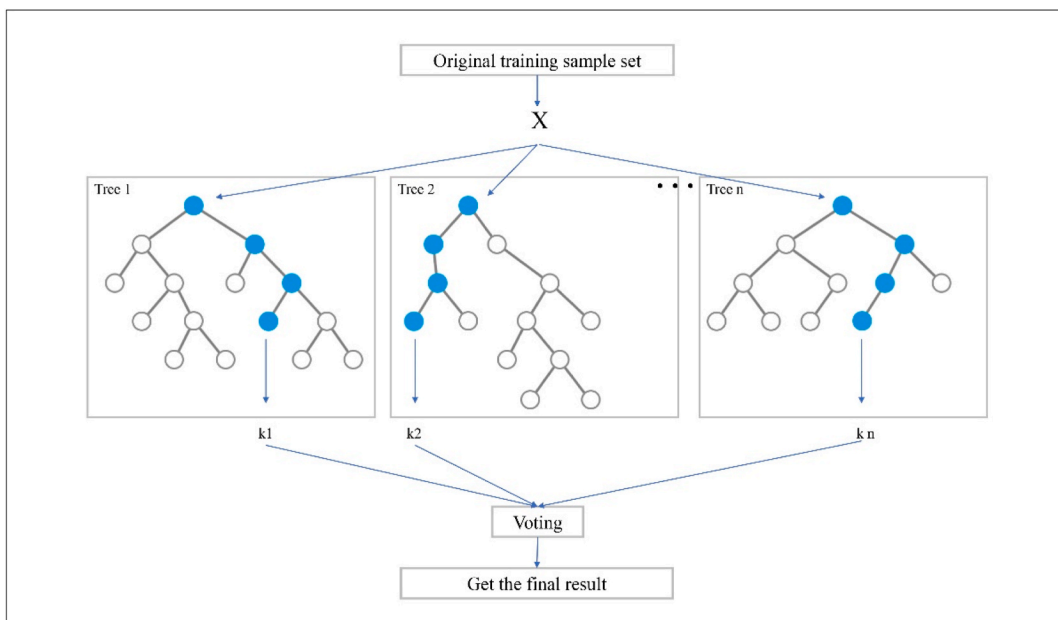 Original training sample set
X
Tree 1
Tree 2
• • •
Tree n
k1
k2
k n
Voting
Get the final result